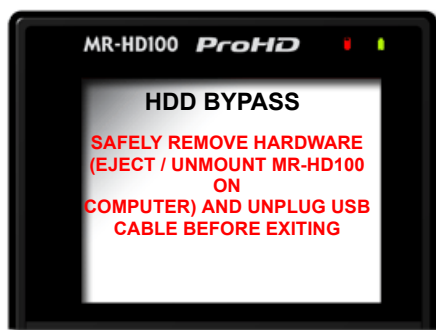 MR-HD100 ProHD
HDD BYPASS
SAFELY REMOVE HARDWARE
(EJECT / UNMOUNT MR-HD100
ON
COMPUTER) AND UNPLUG USB
CABLE BEFORE EXITING